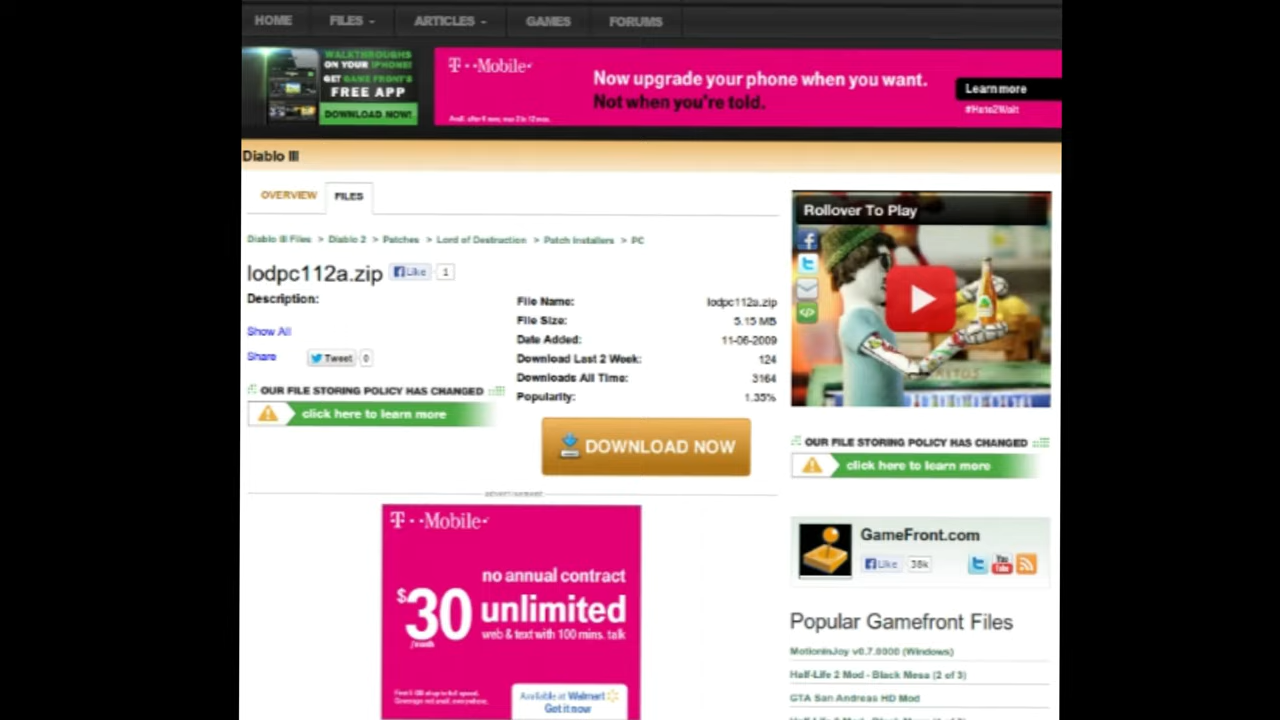 HOME FILES ARTICLES GAMES FORUMS
WALKTHROUGHS
ON YOUR IPHONE!
GET GAME FRONT'S
FREE APP
DOWNLOAD NOW!
T-Mobile
Now upgrade your phone when you want.
Not when you're told.
Learn more
#Hate2Wait
Diablo III
OVERVIEW FILES
Diablo III Files > Diablo 2 > Patches > Lord of Destruction > Patch Installers > PC
lodpc112a.zip Like 1
Description:
Show All
Share Tweet 0
OUR FILE STORING POLICY HAS CHANGED
click here to learn more
File Name: lodpc112a.zip
File Size: 5.15 MB
Date Added: 11-06-2009
Download Last 2 Week: 124
Downloads All Time: 3164
Popularity: 1.35%
DOWNLOAD NOW
ADVERTISEMENT
T-Mobile
no annual contract
$30 unlimited
/month web & text with 100 mins. talk
Available at Walmart
Get it now
Rollover To Play
OUR FILE STORING POLICY HAS CHANGED
click here to learn more
GameFront.com
Like 38k You Tube
Popular Gamefront Files
MotioninJoy v0.7.0000 (Windows)
Half-Life 2 Mod - Black Mesa (2 of 3)
GTA San Andreas HD Mod